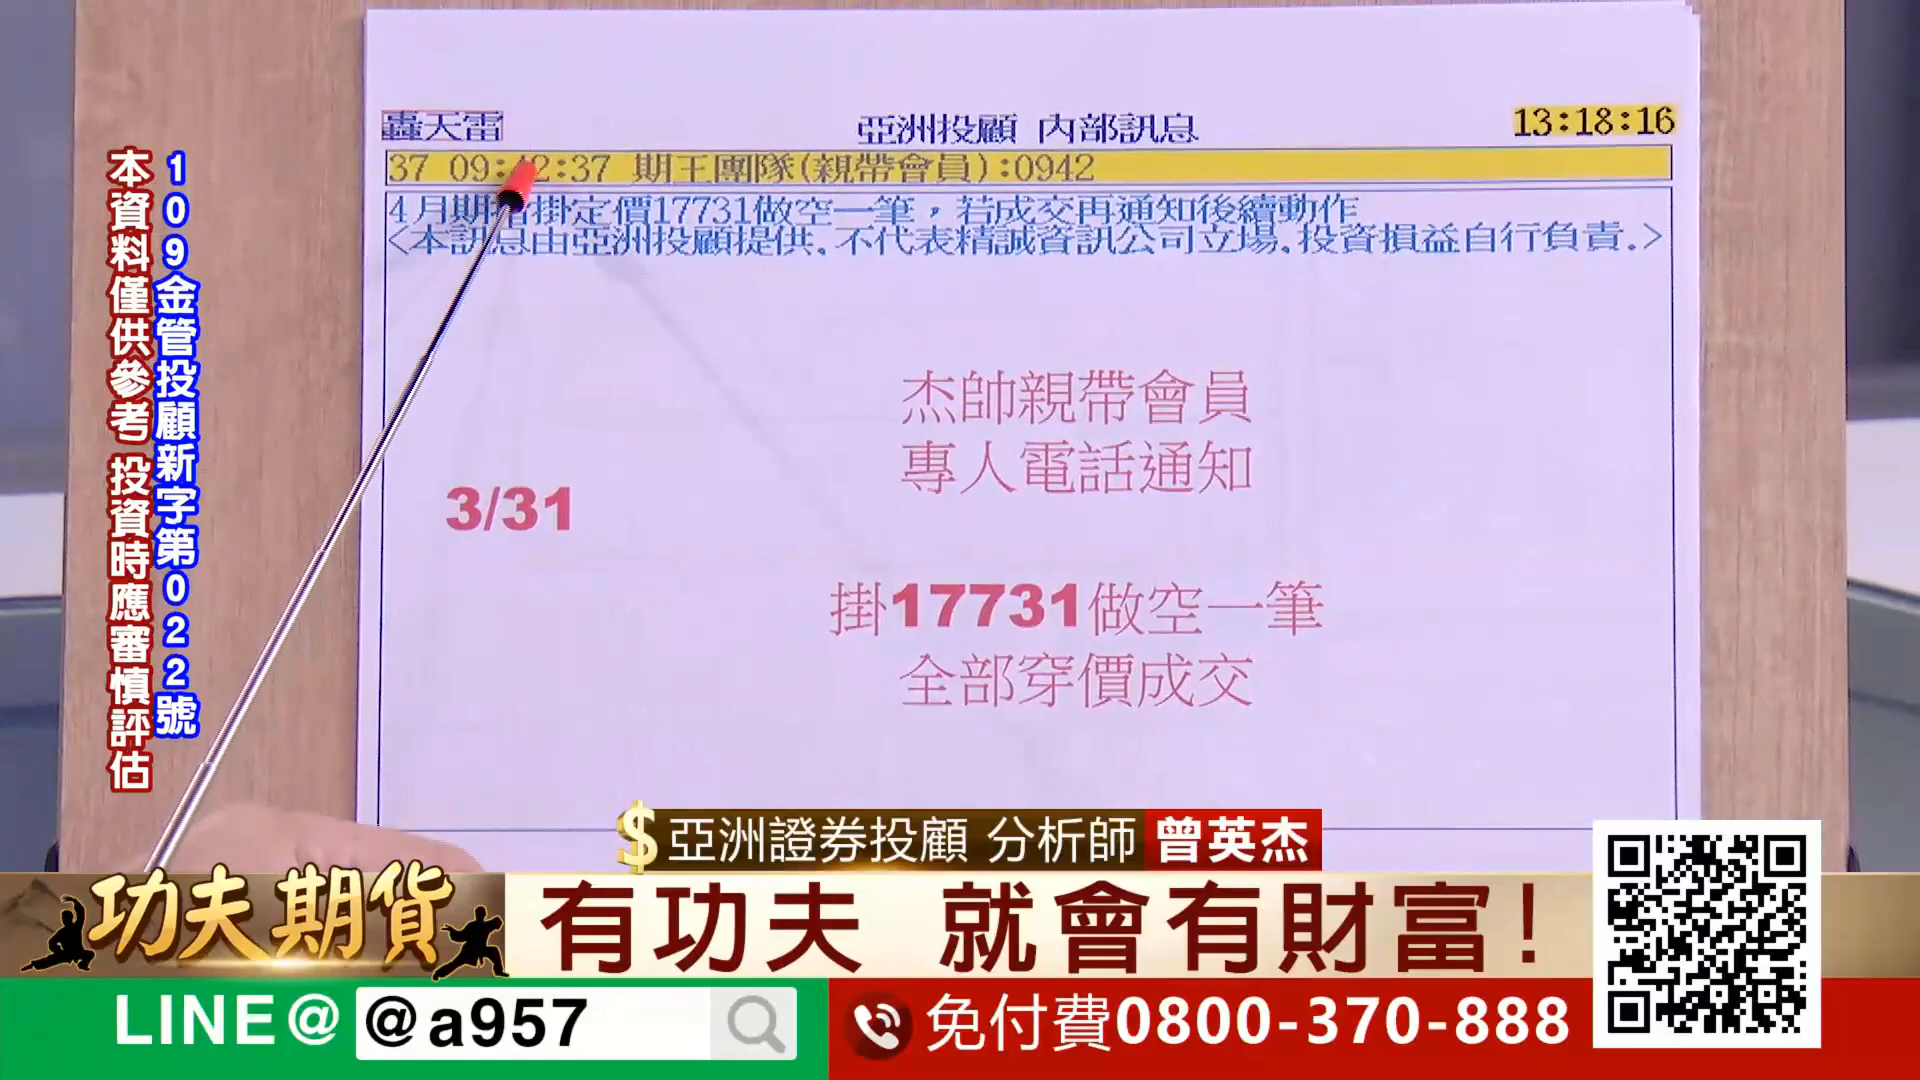 轟天雷
亞洲投顧 內部訊息
13:18:16
37 09:42:37 期王團隊(親帶會員):0942
4月期指掛定價17731做空一筆，若成交再通知後續動作
<本訊息由亞洲投顧提供.不代表精誠資訊公司立場.投資損益自行負責.>
杰帥親帶會員
專人電話通知
3/31
掛17731做空一筆
全部穿價成交
109金管投顧新字第022號
本資料僅供參考 投資時應審慎評估
$亞洲證券投顧 分析師 曾英杰
功夫期貨
有功夫 就會有財富!
LINE@ @a957
免付費0800-370-888